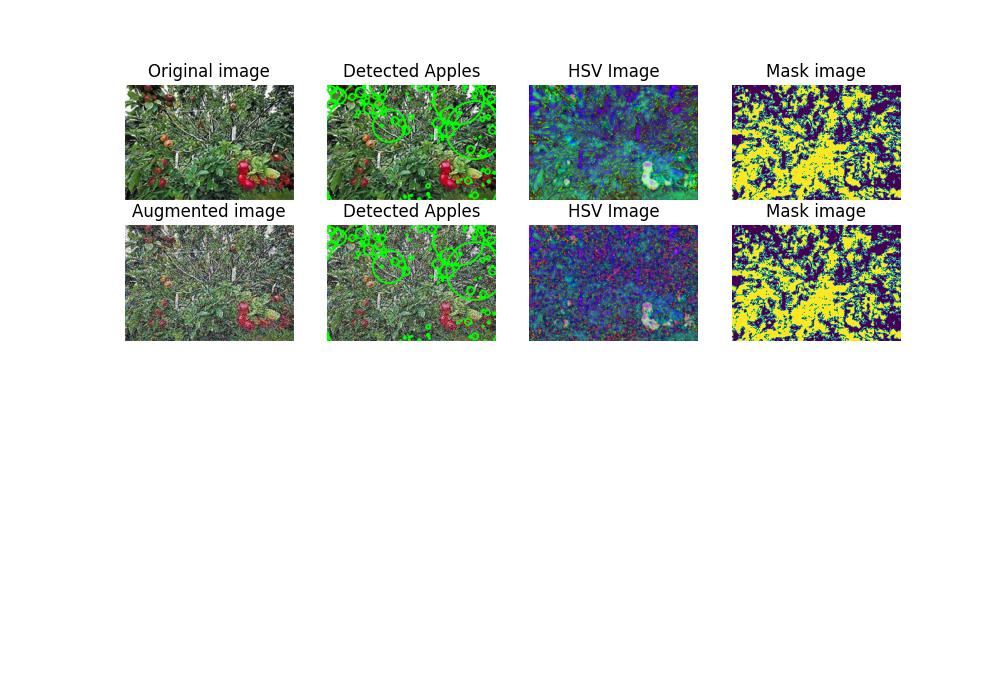 Original image
Detected Apples
HSV Image
Mask image
Augmented image
Detected Apples
HSV Image
Mask image